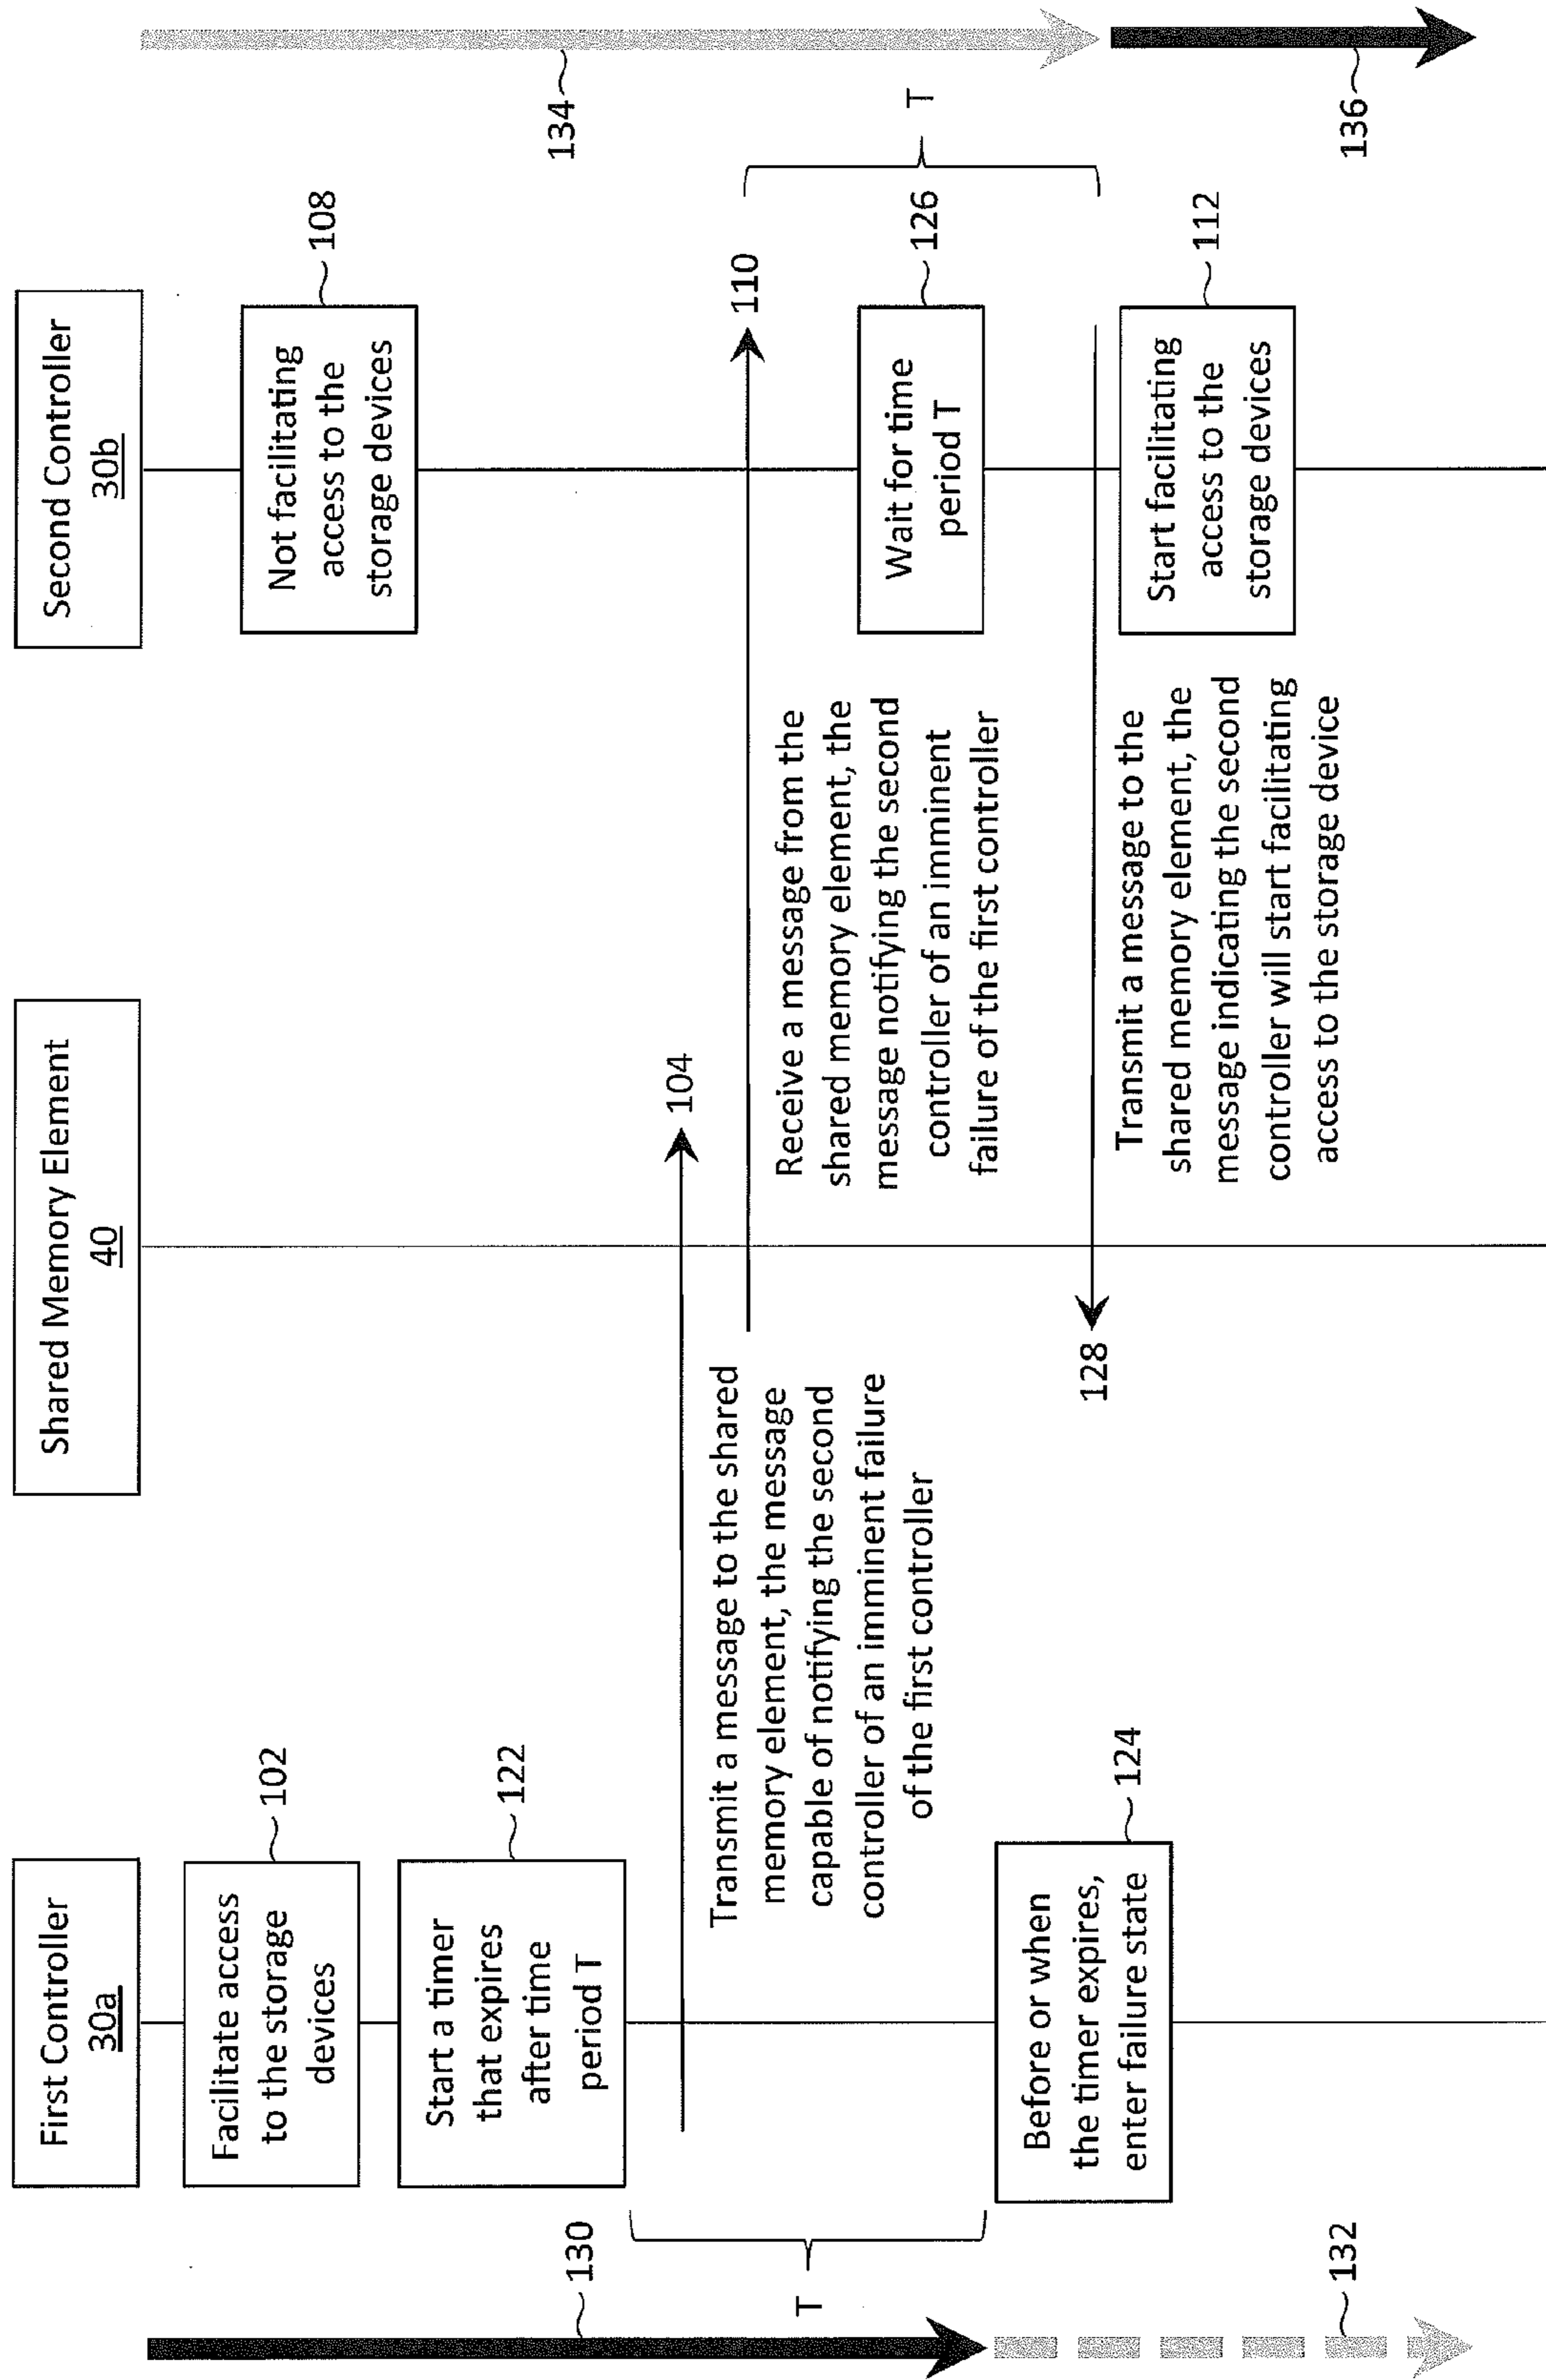 First Controller
30a
Shared Memory Element
40
Second Controller
30b
Facilitate access
to the storage
devices
102
Not facilitating
access to the
storage devices
108
134
Start a timer
that expires
after time
period T
122
130
104
Transmit a message to the shared
memory element, the message
capable of notifying the second
controller of an imminent failure
of the first controller
T
110
Receive a message from the
shared memory element, the
message notifying the second
controller of an imminent
failure of the first controller
Wait for time
period T
126
T
Before or when
the timer expires,
enter failure state
124
128
Transmit a message to the
shared memory element, the
message indicating the second
controller will start facilitating
access to the storage device
Start facilitating
access to the
storage devices
112
132
136